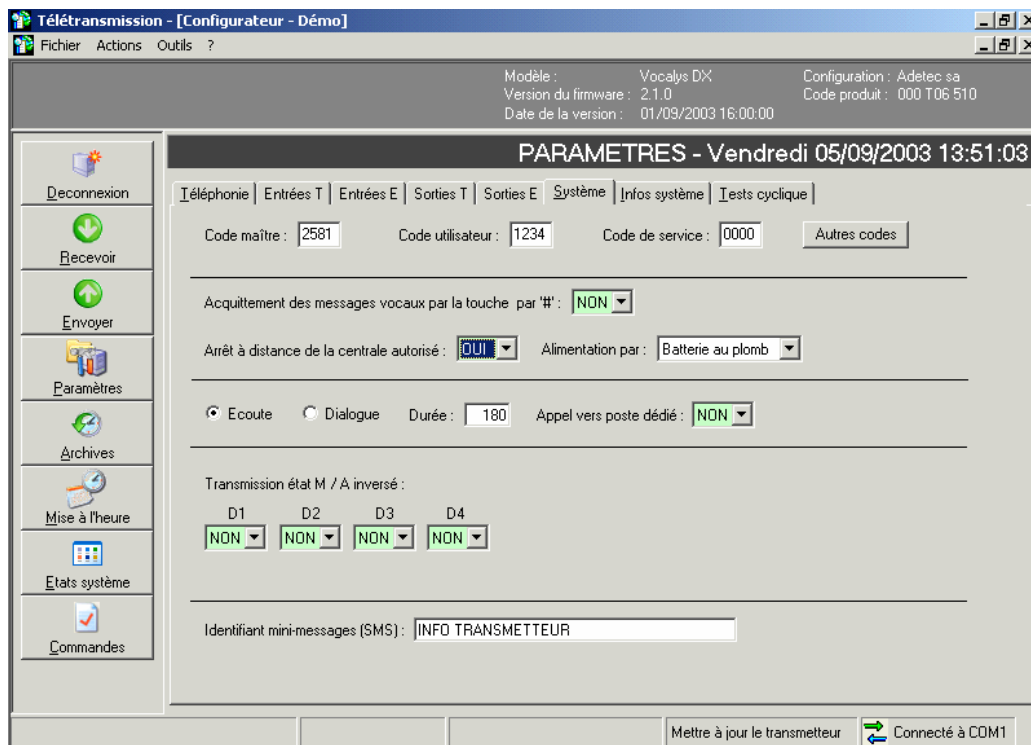 Télétransmission - [Configurateur - Démo]
Fichier Actions Outils ?
Modèle : Vocalys DX Configuration : Adetec sa
Version du firmware : 2.1.0 Code produit : 000 T06 510
Date de la version : 01/09/2003 16:00:00
PARAMETRES - Vendredi 05/09/2003 13:51:03
Deconnexion
Recevoir
Envoyer
Paramètres
Archives
Mise à l'heure
Etats système
Commandes
Téléphonie Entrées T Entrées E Sorties T Sorties E Système Infos système Tests cyclique
Code maître : 2581 Code utilisateur : 1234 Code de service : 0000 Autres codes
Acquittement des messages vocaux par la touche par '#' : NON
Arrêt à distance de la centrale autorisé : OUI Alimentation par : Batterie au plomb
Ecoute Dialogue Durée : 180 Appel vers poste dédié : NON
Transmission état M / A inversé :
D1 D2 D3 D4
NON NON NON NON
Identifiant mini-messages (SMS) : INFO TRANSMETTEUR
Mettre à jour le transmetteur Connecté à COM1